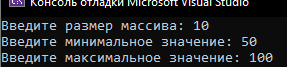 Консоль отладки Microsoft Visual Studio
Введите размер массива: 10
Введите минимальное значение: 50
Введите максимальное значение: 100